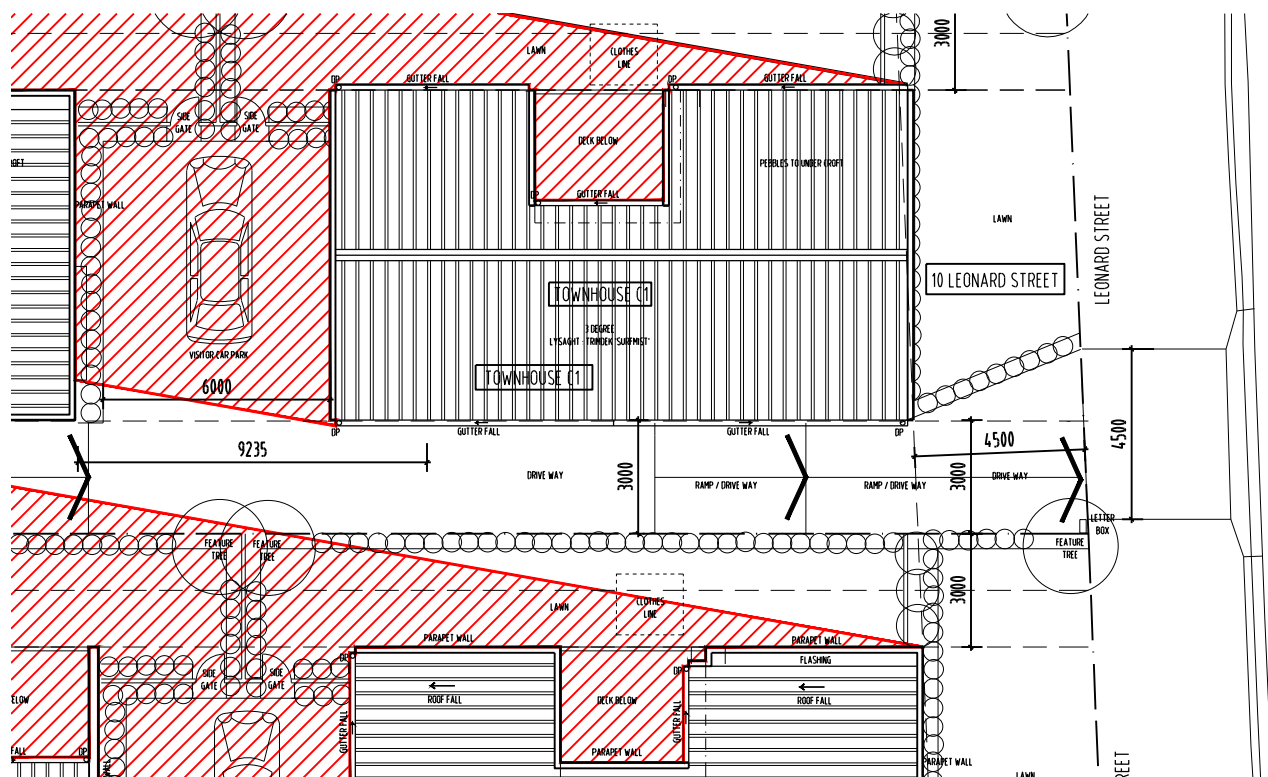 3000
LAWN
CLOTHES
LINE
DP
GUTTER FALL
DP
GUTTER FALL
SIDE
GATE
SIDE
GATE
DECK BELOW
PEBBLES TO UNDER CROFT
PARAPET WALL
DP
GUTTER FALL
LAWN
LEONARD STREET
10 LEONARD STREET
TOWNHOUSE C1
3 DEGREE
LYSAGHT - TRIMDEK 'SURFMIST'
VISITOR CAR PARK
TOWNHOUSE C1
6000
DP
GUTTER FALL
GUTTER FALL
DP
4500
4500
9235
3000
3000
DRIVE WAY
RAMP / DRIVE WAY
RAMP / DRIVE WAY
DRIVE WAY
LETTER
BOX
FEATURE
TREE
FEATURE
TREE
FEATURE
TREE
3000
CLOTHES
LINE
LAWN
PARAPET WALL
PARAPET WALL
DP
FLASHING
SIDE
GATE
SIDE
GATE
DP
ROOF FALL
DECK BELOW
ROOF FALL
ELOW
GUTTER FALL
GUTTER FALL
FALL
DP
PARAPET WALL
WALL
PARAPET WALL
REET
LAWN